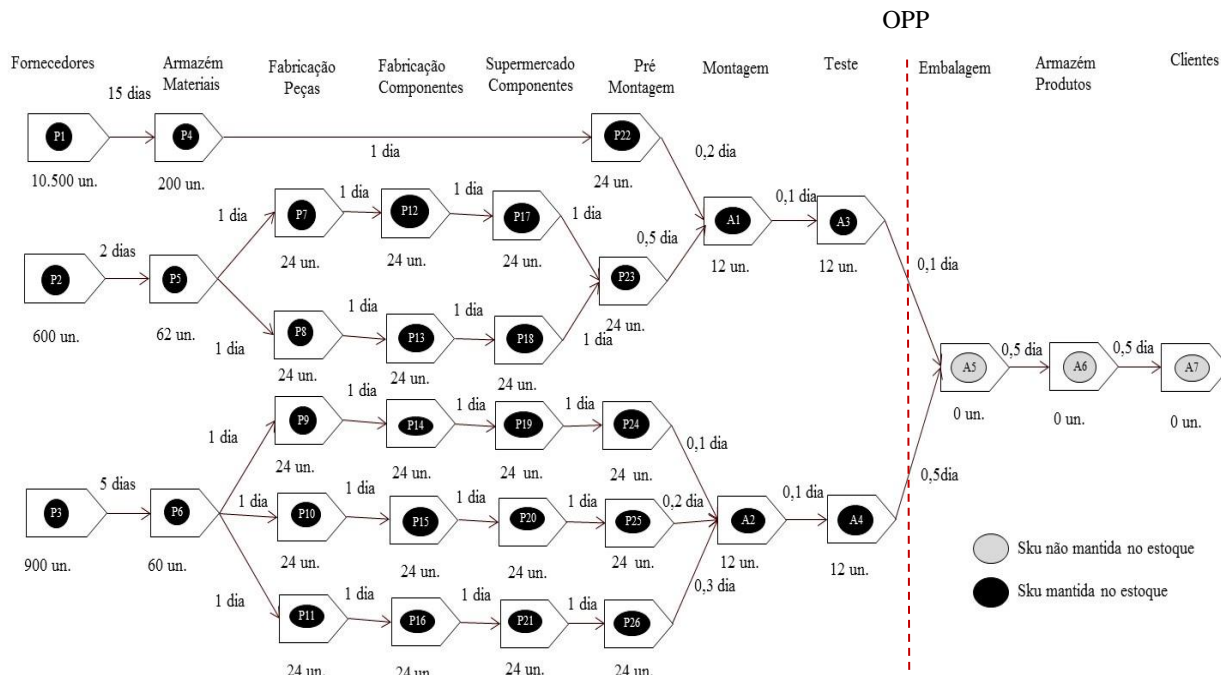 OPP
Fornecedores
Armazém
Materiais
Fabricação
Peças
Fabricação
Componentes
Supermercado
Componentes
Pré
Montagem
Montagem
Teste
Embalagem
Armazém
Produtos
Clientes
15 dias
P1
P4
1 dia
P22
0,2 dia
10.500 un.
200 un.
24 un.
1 dia
P7
1 dia
P12
1 dia
P17
1 dia
24 un.
24 un.
24 un.
0,5 dia
A1
0,1 dia
A3
12 un.
12 un.
0,1 dia
2 dias
P2
P5
P23
600 un.
62 un.
24 un.
1 dia
P8
1 dia
P13
1 dia
P18
1 dia
24 un.
24 un.
24 un.
A5
0,5 dia
A6
0,5 dia
A7
0 un.
0 un.
0 un.
1 dia
P9
1 dia
P14
1 dia
P19
1 dia
P24
0,1 dia
24 un.
24 un.
24 un.
24 un.
5 dias
P3
P6
1 dia
P10
1 dia
P15
1 dia
P20
1 dia
P25
0,2 dia
A2
0,1 dia
A4
0,5dia
900 un.
60 un.
24 un.
24 un.
24 un.
24 un.
12 un.
12 un.
1 dia
P11
1 dia
P16
1 dia
P21
1 dia
P26
0,3 dia
24 un.
24 un.
24 un.
24 un.
Sku não mantida no estoque
Sku mantida no estoque